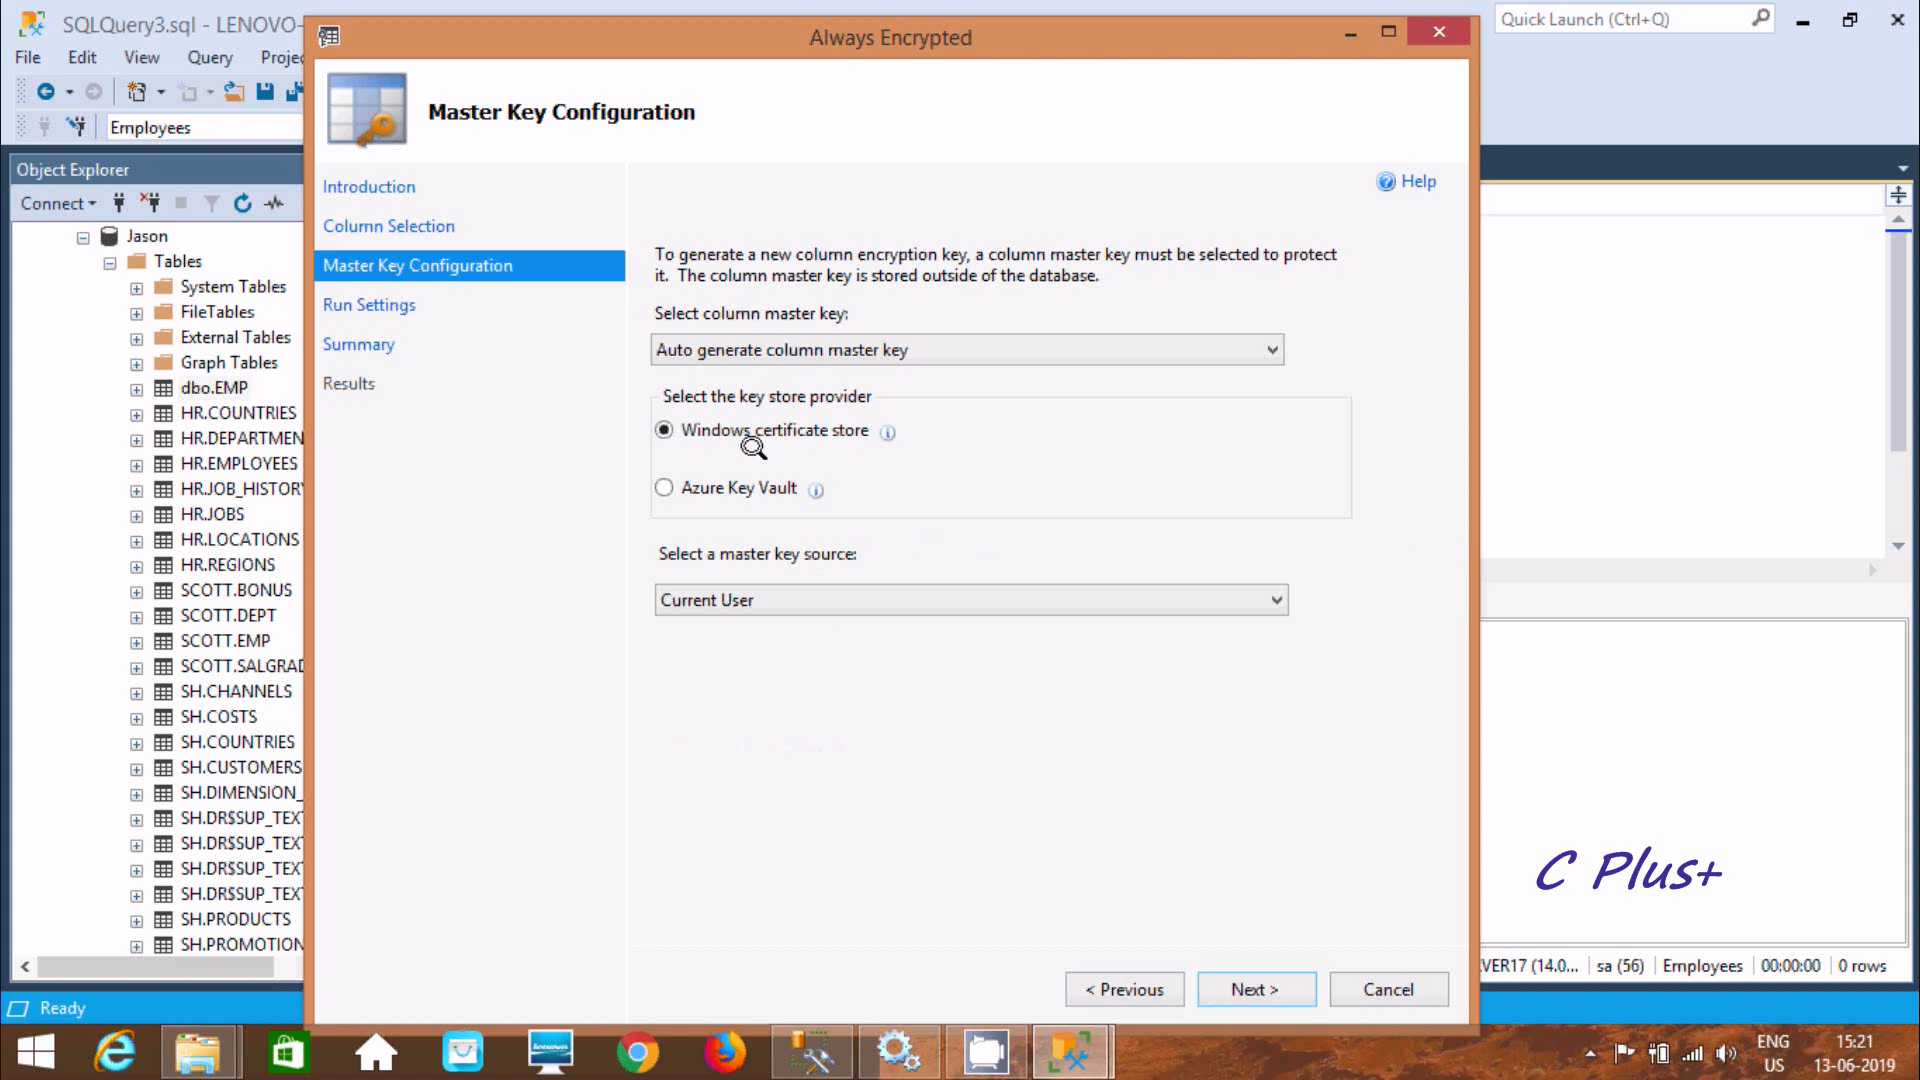 SQLQuery3.sql - LENOVO-
Always Encrypted
Quick Launch (Ctrl+Q)
File Edit View Query Projec
Employees
Master Key Configuration
Object Explorer
Connect
Jason
Tables
System Tables
FileTables
External Tables
Graph Tables
dbo.EMP
HR.COUNTRIES
HR.DEPARTMEN
HR.EMPLOYEES
HR.JOB_HISTORY
HR.JOBS
HR.LOCATIONS
HR.REGIONS
SCOTT.BONUS
SCOTT.DEPT
SCOTT.EMP
SCOTT.SALGRAD
SH.CHANNELS
SH.COSTS
SH.COUNTRIES
SH.CUSTOMERS
SH.DIMENSION_
SH.DR$SUP_TEXT
SH.DR$SUP_TEXT
SH.DR$SUP_TEXT
SH.DR$SUP_TEXT
SH.PRODUCTS
SH.PROMOTION
Introduction
Column Selection
Master Key Configuration
Run Settings
Summary
Results
Help
To generate a new column encryption key, a column master key must be selected to protect
it. The column master key is stored outside of the database.
Select column master key:
Auto generate column master key
Select the key store provider
Windows certificate store
Azure Key Vault
Select a master key source:
Current User
< Previous
Next >
Cancel
C Plus+
VER17 (14.0... sa (56) Employees 00:00:00 0 rows
Ready
lenovo
ENG
US
15:21
13-06-2019